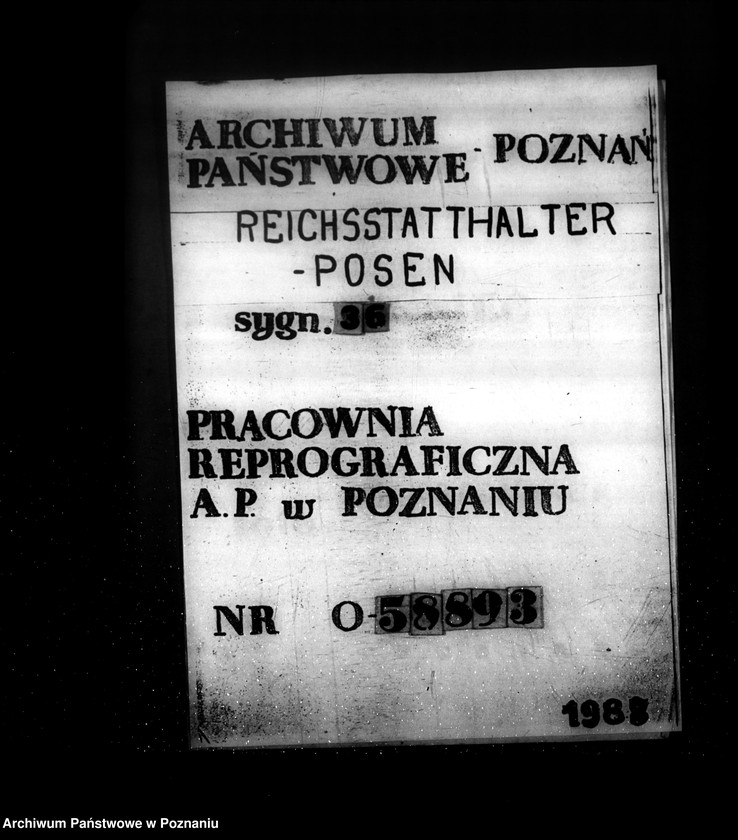 ARCHIWUM
PAŃSTWOWE - POZNAŃ
REICHSSTATTHALTER
-POSEN
sygn. 36
PRACOWNIA
REPROGRAFICZNA
A.P. w POZNANIU
NR O-58893
1988
Archiwum Państwowe w Poznaniu